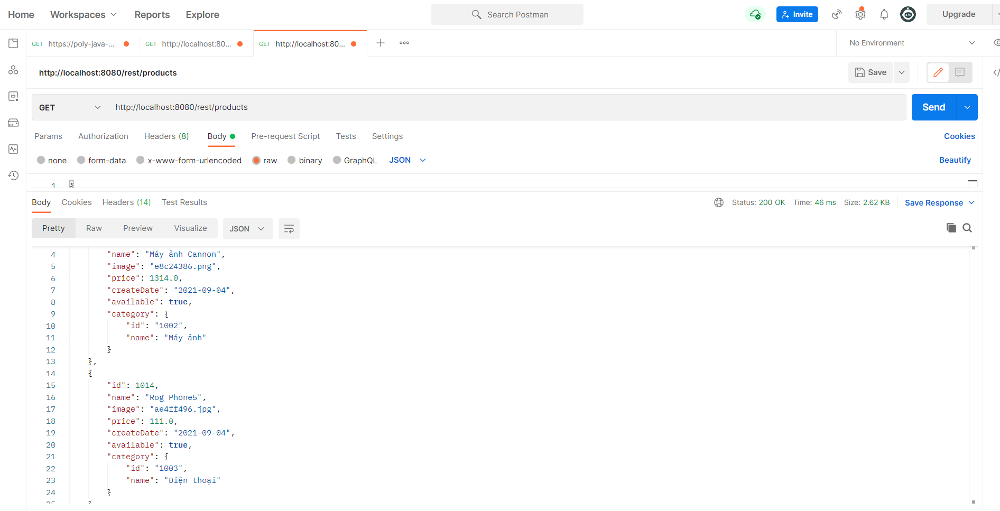 Home Workspaces Reports Explore Search Postman Invite Upgrade
GET https://poly-java-... GET http://localhost:80... GET http://localhost:80... No Environment
http://localhost:8080/rest/products Save
GET http://localhost:8080/rest/products Send
Params Authorization Headers (8) Body Pre-request Script Tests Settings Cookies
none form-data x-www-form-urlencoded raw binary GraphQL JSON Beautify
1 {
Body Cookies Headers (14) Test Results Status: 200 OK Time: 46 ms Size: 2.62 KB Save Response
Pretty Raw Preview Visualize JSON
4 "name": "Máy ảnh Cannon",
5 "image": "e8c24386.png",
6 "price": 1314.0,
7 "createDate": "2021-09-04",
8 "available": true,
9 "category": {
10 "id": "1002",
11 "name": "Máy ảnh"
12 }
13 },
14 {
15 "id": 1014,
16 "name": "Rog Phone5",
17 "image": "ae4ff496.jpg",
18 "price": 111.0,
19 "createDate": "2021-09-04",
20 "available": true,
21 "category": {
22 "id": "1003",
23 "name": "Điện thoại"
24 }
25